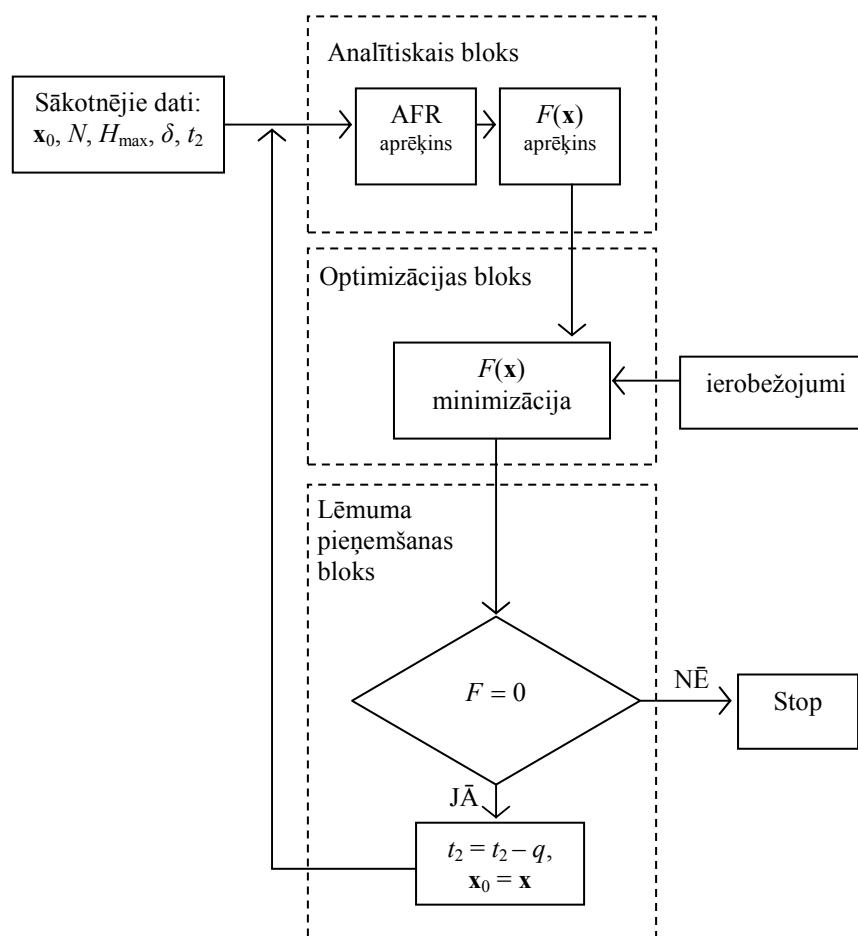 Analītiskais bloks
Sākotnējie dati:
x₀, N, Hmax, δ, t₂
AFR
aprēķins
F(x)
aprēķins
Optimizācijas bloks
F(x)
minimizācija
ierobežojumi
Lēmuma
pieņemšanas
bloks
F = 0
NĒ
Stop
JĀ
t₂ = t₂ – q,
x₀ = x